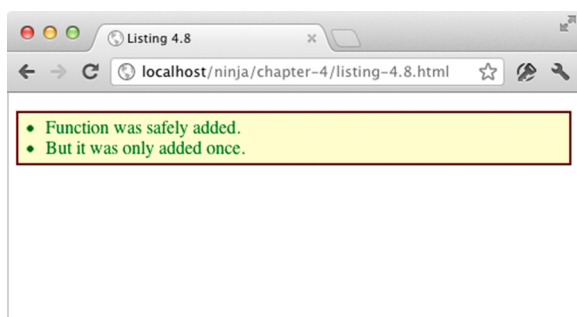 Listing 4.8
localhost/ninja/chapter-4/listing-4.8.html
Function was safely added.
But it was only added once.